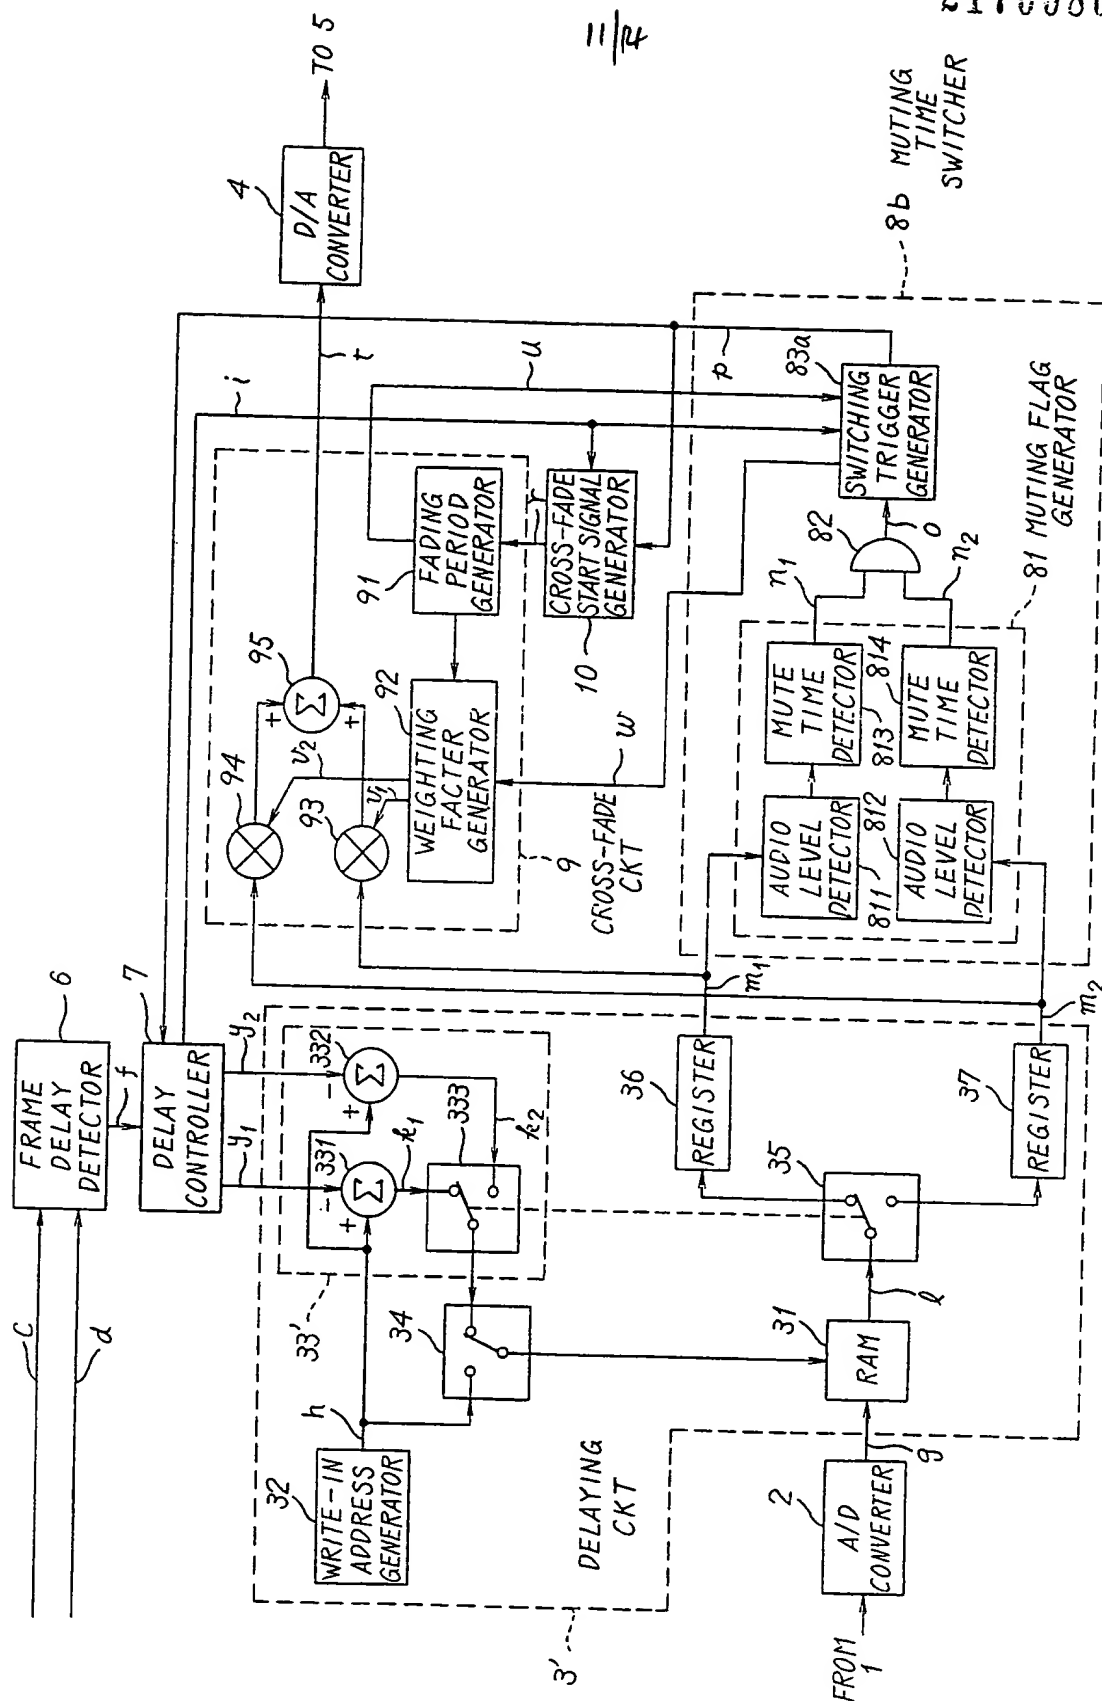 11/14
C
d
6
FRAME
DELAY
DETECTOR
f
7
DELAY
CONTROLLER
y1
y2
i
4
D/A
CONVERTER
TO 5
t
94
95
Σ
+
+
93
v2
v1
92
WEIGHTING
FACTER
GENERATOR
91
FADING
PERIOD
GENERATOR
u
r
CROSS-FADE
START SIGNAL
GENERATOR
10
9
CROSS-FADE
CKT
w
p
8b MUTING
TIME
SWITCHER
83a
SWITCHING
TRIGGER
GENERATOR
82
o
n1
n2
81 MUTING FLAG
GENERATOR
MUTE
TIME
DETECTOR
813
814
MUTE
TIME
DETECTOR
AUDIO
LEVEL
DETECTOR
811
812
AUDIO
LEVEL
DETECTOR
m1
m2
36
REGISTER
37
REGISTER
35
l
31
RAM
g
2
A/D
CONVERTER
FROM
1
32
WRITE-IN
ADDRESS
GENERATOR
h
33'
331
Σ
+
-
332
Σ
+
-
k1
k2
333
34
DELAYING
CKT
3'